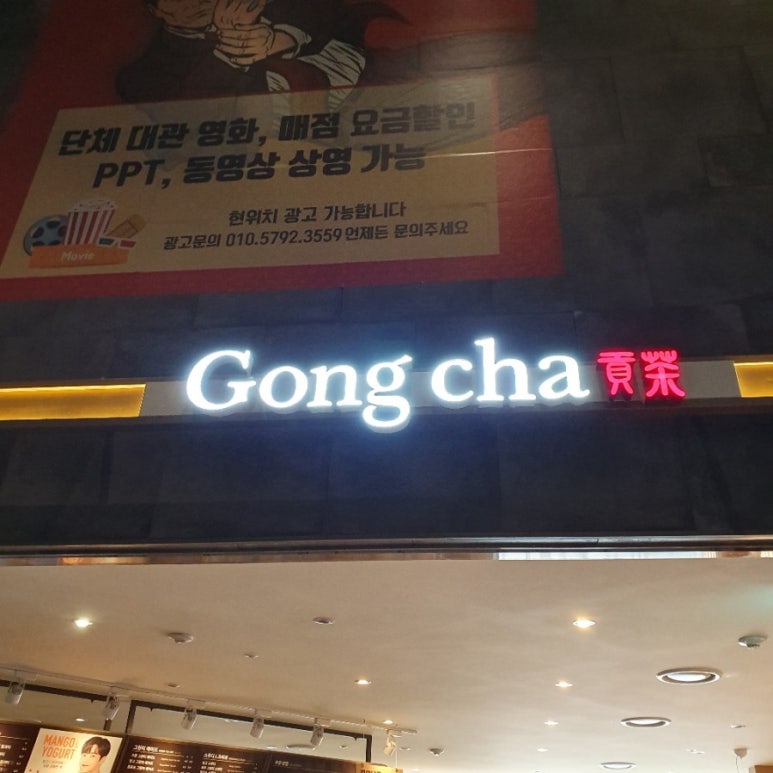 단체 대관 영화, 매점 요금할인
PPT, 동영상 상영 가능
현위치 광고 가능합니다
광고문의 010.5792.3559 언제든 문의주세요
Movie
Gong cha 貢茶
MANGO
YOGURT